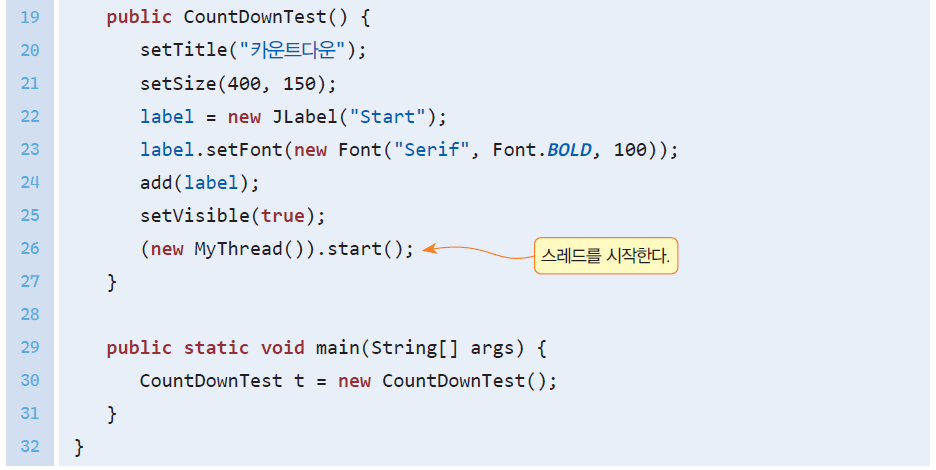 19 public CountDownTest() {
20 setTitle("카운트다운");
21 setSize(400, 150);
22 label = new JLabel("Start");
23 label.setFont(new Font("Serif", Font.BOLD, 100));
24 add(label);
25 setVisible(true);
26 (new MyThread()).start(); 스레드를 시작한다.
27 }
28
29 public static void main(String[] args) {
30 CountDownTest t = new CountDownTest();
31 }
32 }